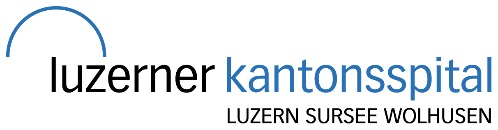 luzerner kantonsspital
LUZERN SURSEE WOLHUSEN